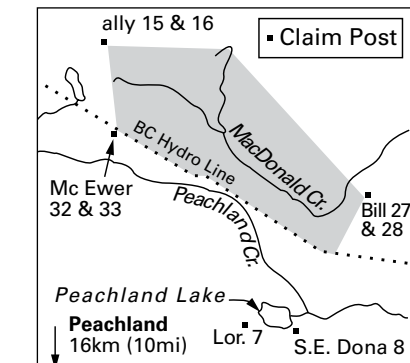 ally 15 & 16
Claim Post
BC Hydro Line
MacDonald Cr.
Mc Ewer
32 & 33
Peachland Cr.
Bill 27
& 28
Peachland Lake
Peachland
16km (10mi)
Lor. 7
S.E. Dona 8